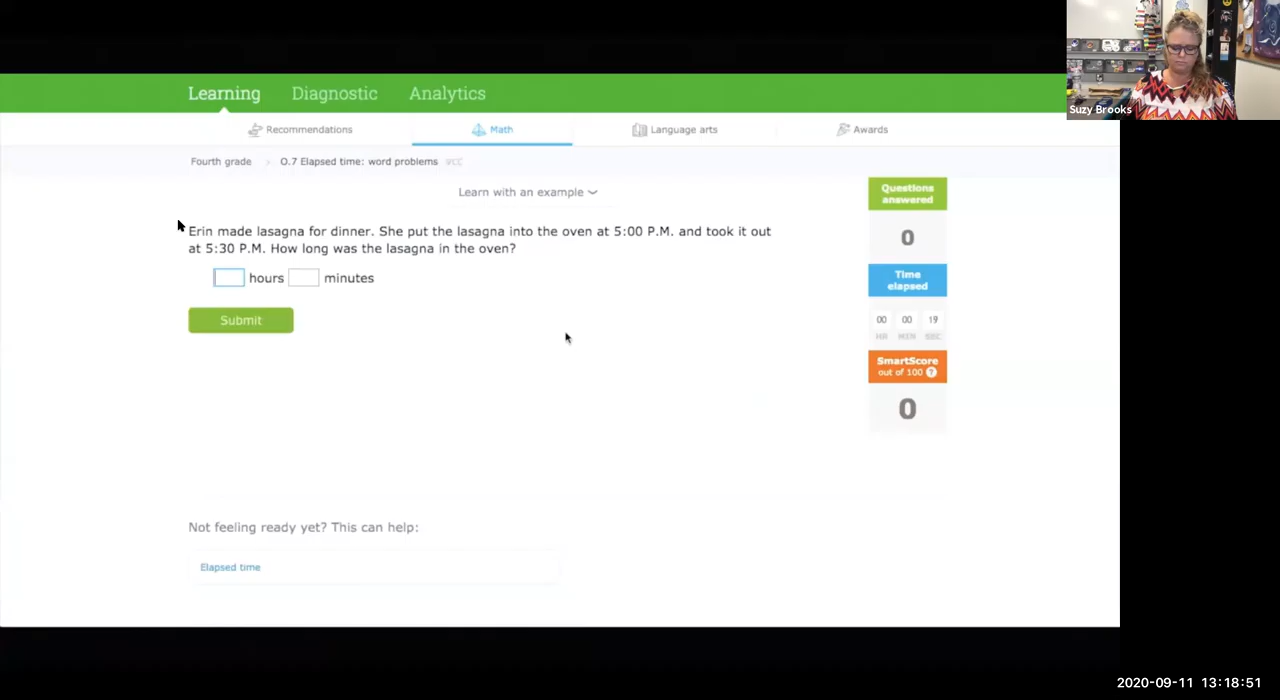 Suzy Brooks
Learning Diagnostic Analytics
Recommendations Math Language arts Awards
Fourth grade > O.7 Elapsed time: word problems
Learn with an example
Questions answered
0
Erin made lasagna for dinner. She put the lasagna into the oven at 5:00 P.M. and took it out
at 5:30 P.M. How long was the lasagna in the oven?
hours minutes
Submit
Time elapsed
00 00 19
HR MIN SEC
SmartScore
out of 100 ?
0
Not feeling ready yet? This can help:
Elapsed time
2020-09-11 13:18:51